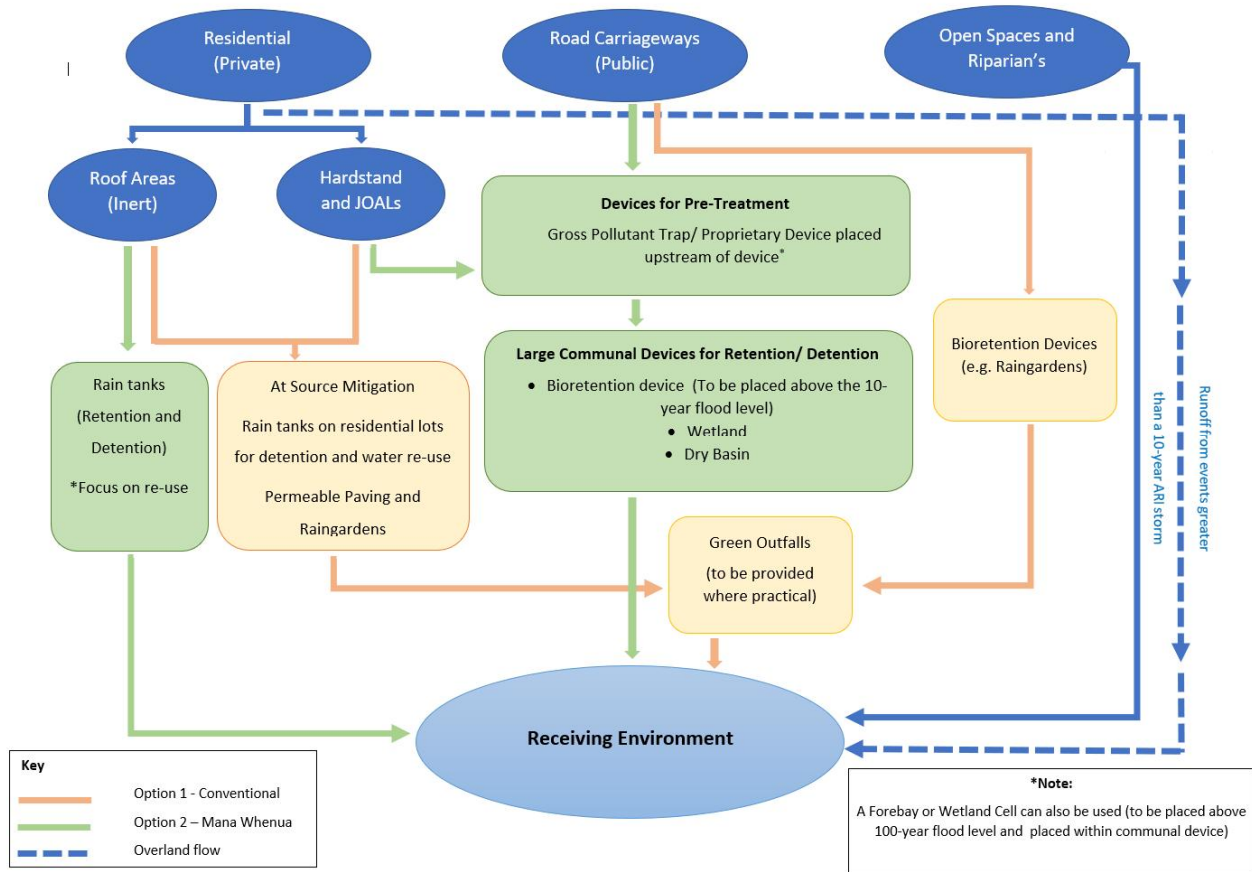 Residential
(Private)
Road Carriageways
(Public)
Open Spaces and
Riparian's
Roof Areas
(Inert)
Hardstand
and JOALs
Devices for Pre-Treatment
Gross Pollutant Trap/ Proprietary Device placed
upstream of device*
Large Communal Devices for Retention/ Detention
• Bioretention device (To be placed above the 10-
year flood level)
• Wetland
• Dry Basin
Bioretention Devices
(e.g. Raingardens)
Rain tanks
(Retention and
Detention)
*Focus on re-use
At Source Mitigation
Rain tanks on residential lots
for detention and water re-use
Permeable Paving and
Raingardens
Green Outfalls
(to be provided
where practical)
Runoff from events greater
than a 10-year ARI storm
Receiving Environment
Key
Option 1 - Conventional
Option 2 – Mana Whenua
Overland flow
*Note:
A Forebay or Wetland Cell can also be used (to be placed above
100-year flood level and placed within communal device)